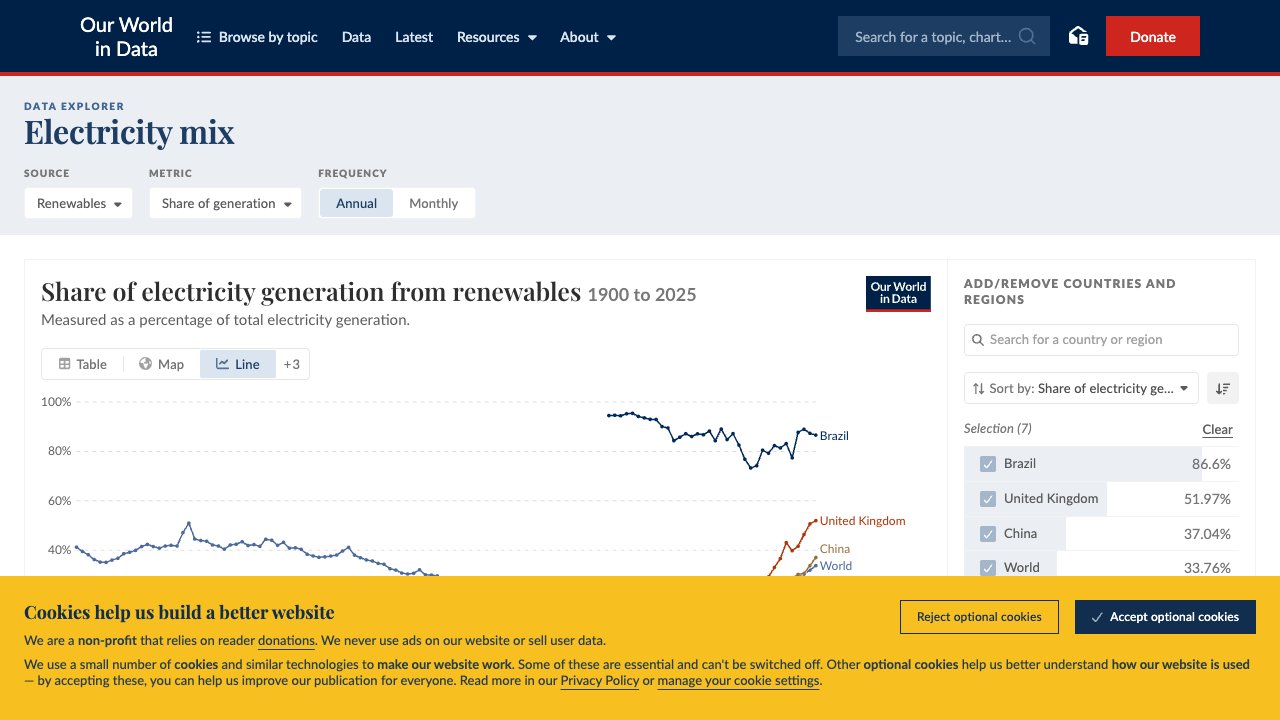 Our World
in Data
Browse by topic
Data
Latest
Resources
About
Search for a topic, chart...
Donate
DATA EXPLORER
Electricity mix
SOURCE
METRIC
FREQUENCY
Renewables
Share of generation
Annual
Monthly
Share of electricity generation from renewables 1900 to 2025
Measured as a percentage of total electricity generation.
Our World
in Data
Table
Map
Line
+3
100%
80%
60%
40%
Brazil
United Kingdom
China
World
ADD/REMOVE COUNTRIES AND
REGIONS
Search for a country or region
Sort by: Share of electricity ge...
Selection (7)
Clear
Brazil 86.6%
United Kingdom 51.97%
China 37.04%
World 33.76%
Cookies help us build a better website
We are a non-profit that relies on reader donations. We never use ads on our website or sell user data.
Reject optional cookies
Accept optional cookies
We use a small number of cookies and similar technologies to make our website work. Some of these are essential and can't be switched off. Other optional cookies help us better understand how our website is used
— by accepting these, you can help us improve our publication for everyone. Read more in our Privacy Policy or manage your cookie settings.